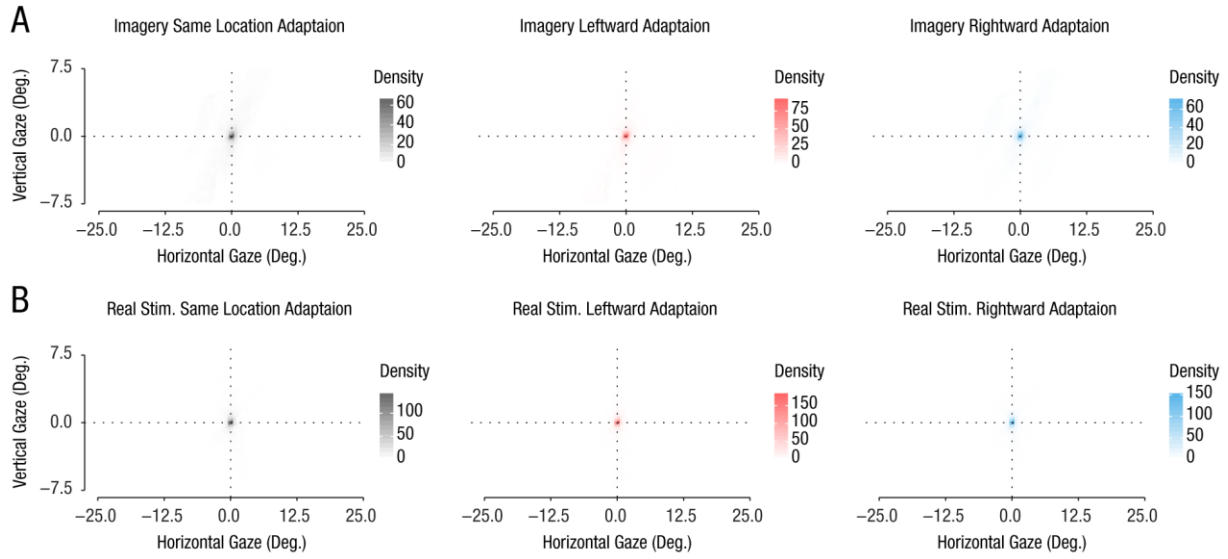 A
Imagery Same Location Adaptaion
Imagery Leftward Adaptaion
Imagery Rightward Adaptaion
Vertical Gaze (Deg.)
7.5
0.0
−7.5
Density
60
40
20
0
Density
75
50
25
0
Density
60
40
20
0
−25.0 −12.5 0.0 12.5 25.0
−25.0 −12.5 0.0 12.5 25.0
−25.0 −12.5 0.0 12.5 25.0
Horizontal Gaze (Deg.)
Horizontal Gaze (Deg.)
Horizontal Gaze (Deg.)
B
Real Stim. Same Location Adaptaion
Real Stim. Leftward Adaptaion
Real Stim. Rightward Adaptaion
Vertical Gaze (Deg.)
7.5
0.0
−7.5
Density
100
50
0
Density
150
100
50
0
Density
150
100
50
0
−25.0 −12.5 0.0 12.5 25.0
−25.0 −12.5 0.0 12.5 25.0
−25.0 −12.5 0.0 12.5 25.0
Horizontal Gaze (Deg.)
Horizontal Gaze (Deg.)
Horizontal Gaze (Deg.)